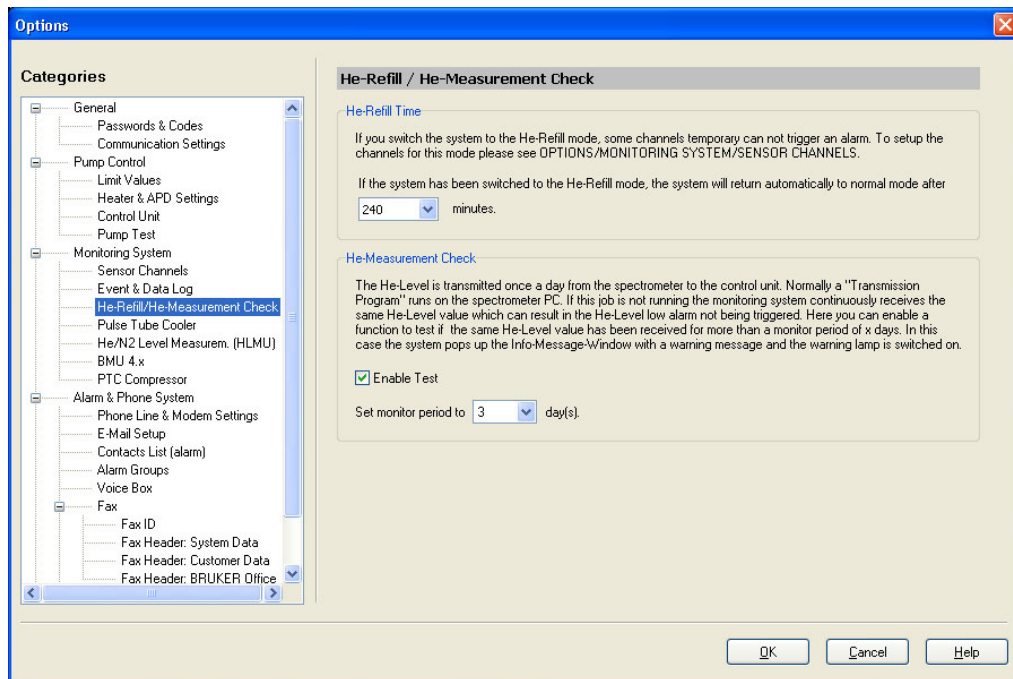 Options
Categories
General
Passwords & Codes
Communication Settings
Pump Control
Limit Values
Heater & APD Settings
Control Unit
Pump Test
Monitoring System
Sensor Channels
Event & Data Log
He-Refill/He-Measurement Check
Pulse Tube Cooler
He/N2 Level Measurem. (HLMU)
BMU 4.x
PTC Compressor
Alarm & Phone System
Phone Line & Modem Settings
E-Mail Setup
Contacts List (alarm)
Alarm Groups
Voice Box
Fax
Fax ID
Fax Header: System Data
Fax Header: Customer Data
Fax Header: BRUKER Office
He-Refill / He-Measurement Check
He-Refill Time
If you switch the system to the He-Refill mode, some channels temporary can not trigger an alarm. To setup the
channels for this mode please see OPTIONS/MONITORING SYSTEM/SENSOR CHANNELS.
If the system has been switched to the He-Refill mode, the system will return automatically to normal mode after
240 minutes.
He-Measurement Check
The He-Level is transmitted once a day from the spectrometer to the control unit. Normally a "Transmission
Program" runs on the spectrometer PC. If this job is not running the monitoring system continuously receives the
same He-Level value which can result in the He-Level low alarm not being triggered. Here you can enable a
function to test if the same He-Level value has been received for more than a monitor period of x days. In this
case the system pops up the Info-Message-Window with a warning message and the warning lamp is switched on.
Enable Test
Set monitor period to 3 day(s).
OK Cancel Help